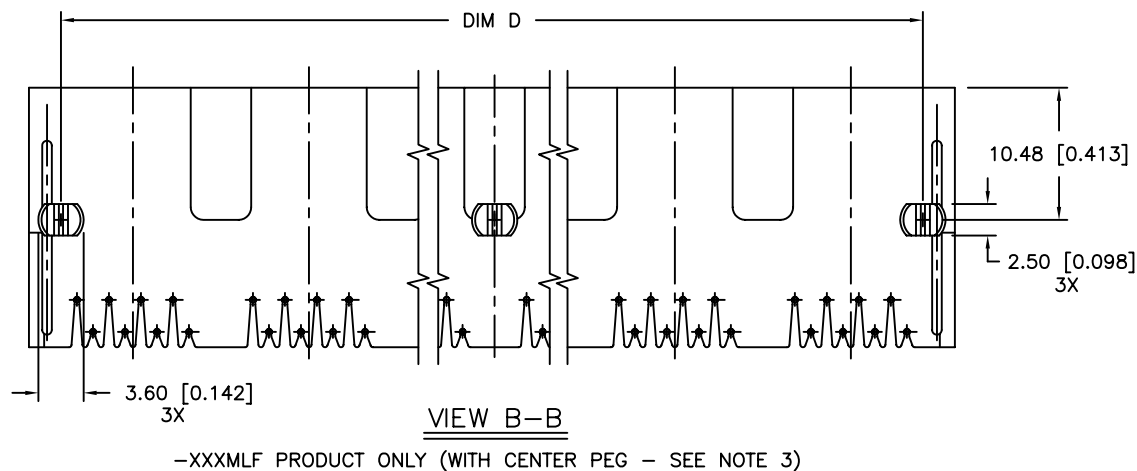 DIM D
10.48 [0.413]
2.50 [0.098]
3X
3.60 [0.142]
3X
VIEW B-B
-XXXMLF PRODUCT ONLY (WITH CENTER PEG - SEE NOTE 3)